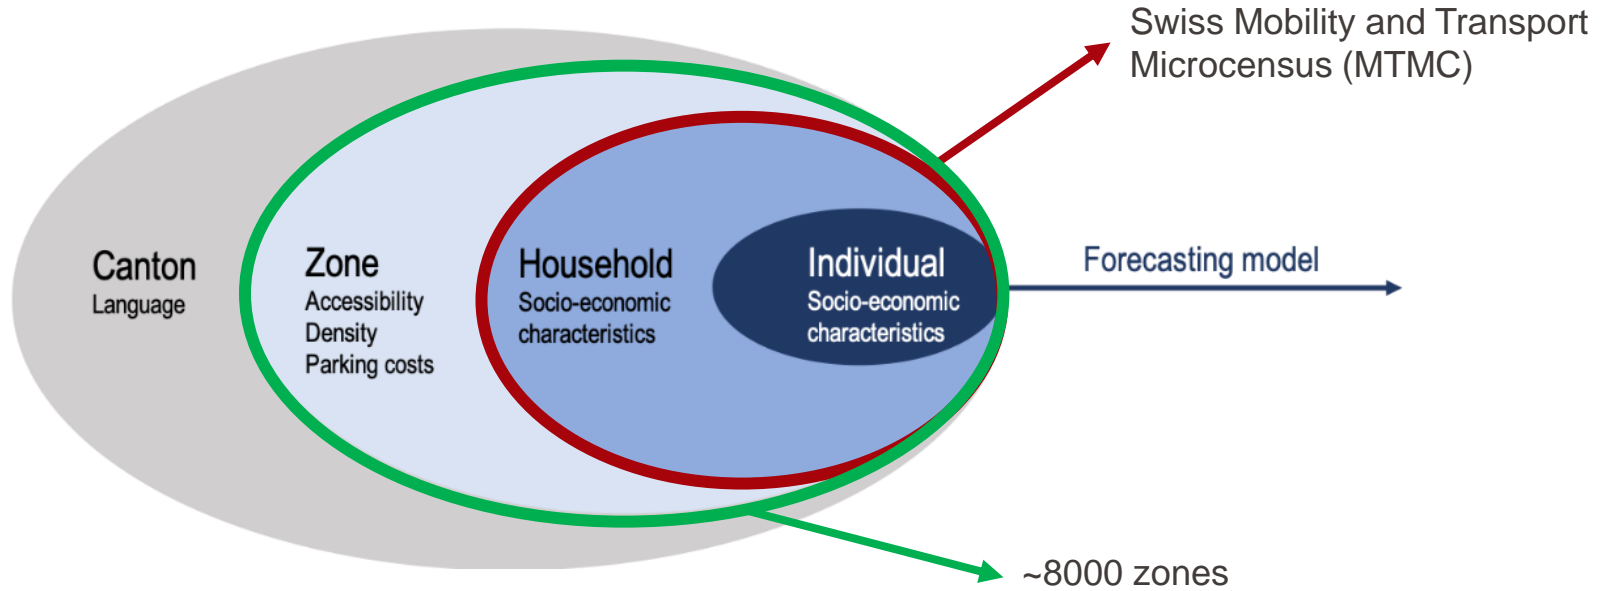 Swiss Mobility and Transport
Microcensus (MTMC)
Canton
Language
Zone
Accessibility
Density
Parking costs
Household
Socio-economic
characteristics
Individual
Socio-economic
characteristics
Forecasting model
~8000 zones